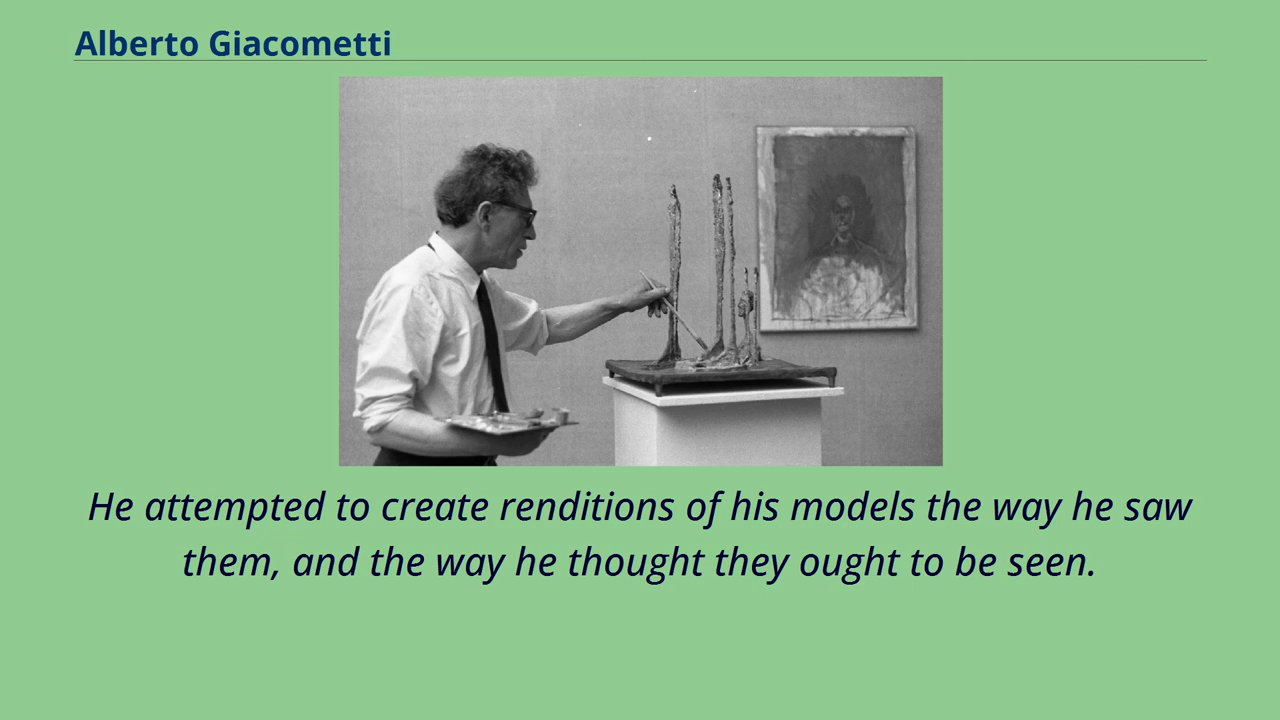 Alberto Giacometti
He attempted to create renditions of his models the way he saw
them, and the way he thought they ought to be seen.